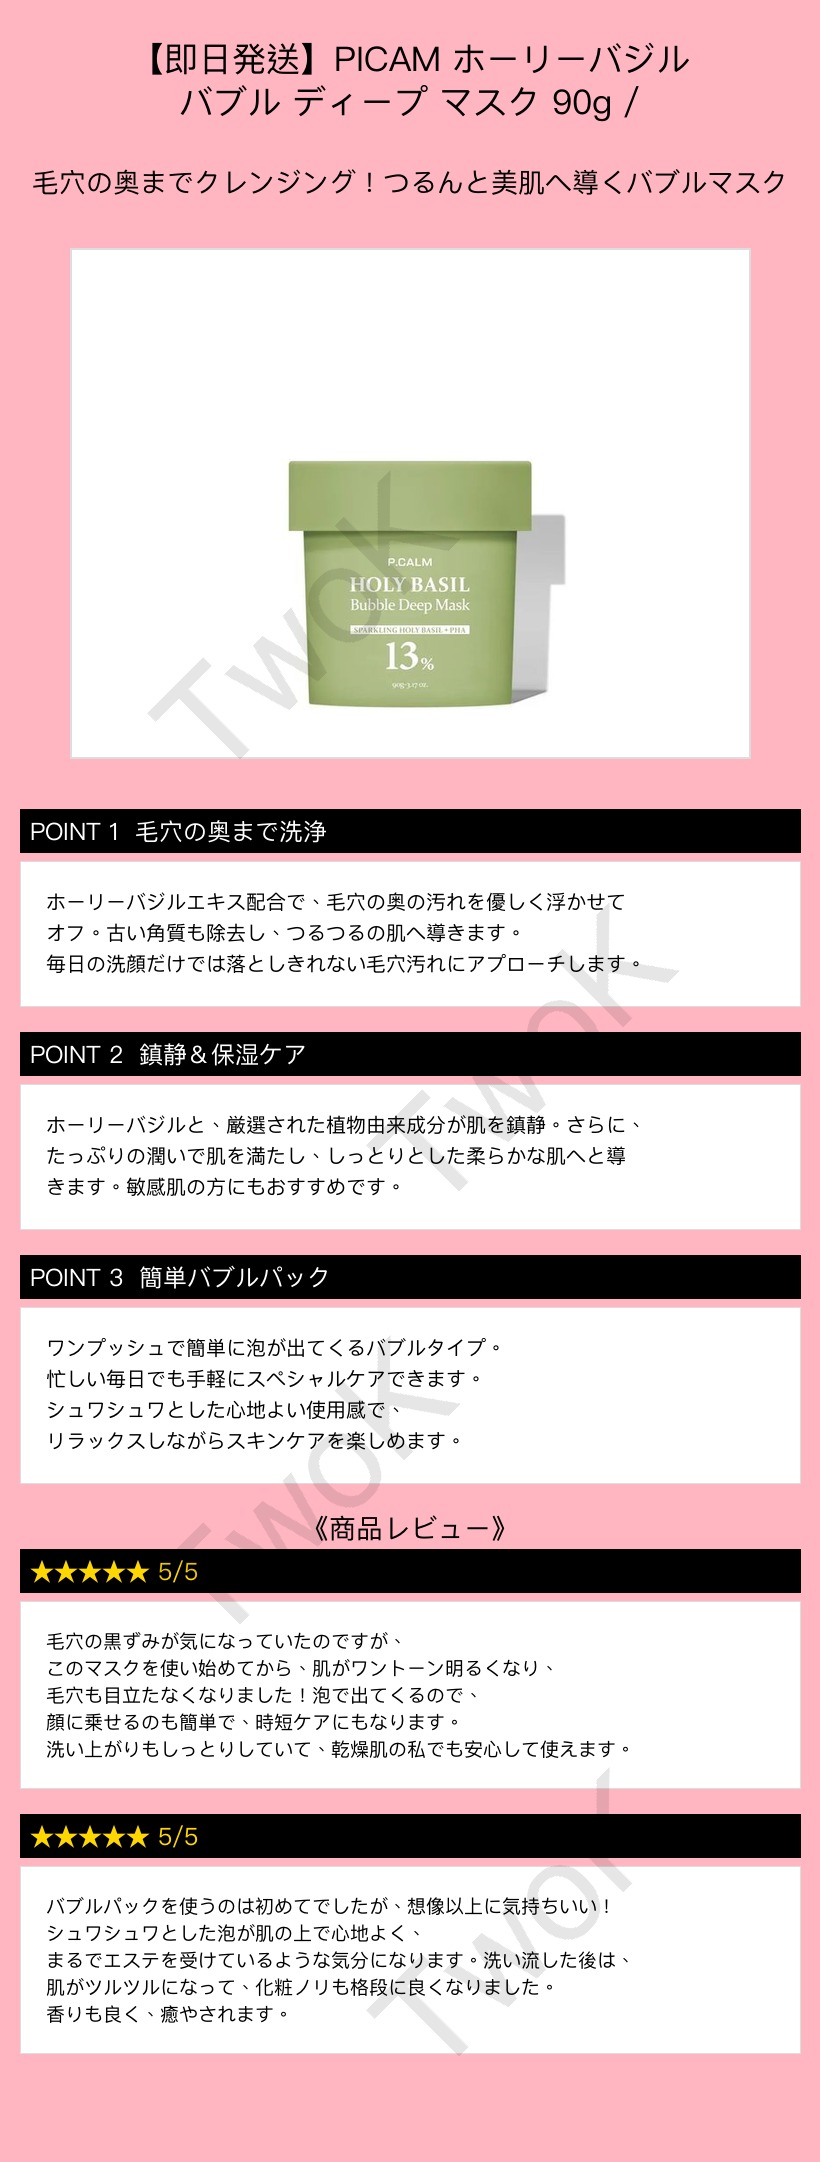 【即日発送】PICAM ホーリーバジル
バブル ディープ マスク 90g /
毛穴の奥までクレンジング！つるんと美肌へ導くバブルマスク
P.CALM
HOLY BASIL
Bubble Deep Mask
SPARKLING HOLY BASIL + PHA
13%
90g·3.17 oz.
TwoK
POINT 1 毛穴の奥まで洗浄
ホーリーバジルエキス配合で、毛穴の奥の汚れを優しく浮かせて
オフ。古い角質も除去し、つるつるの肌へ導きます。
毎日の洗顔だけでは落としきれない毛穴汚れにアプローチします。
TwoK
POINT 2 鎮静＆保湿ケア
ホーリーバジルと、厳選された植物由来成分が肌を鎮静。さらに、
たっぷりの潤いで肌を満たし、しっとりとした柔らかな肌へと導
きます。敏感肌の方にもおすすめです。
POINT 3 簡単バブルパック
ワンプッシュで簡単に泡が出てくるバブルタイプ。
忙しい毎日でも手軽にスペシャルケアできます。
シュワシュワとした心地よい使用感で、
リラックスしながらスキンケアを楽しめます。
TwoK
《商品レビュー》
★★★★★ 5/5
毛穴の黒ずみが気になっていたのですが、
このマスクを使い始めてから、肌がワントーン明るくなり、
毛穴も目立たなくなりました！泡で出てくるので、
顔に乗せるのも簡単で、時短ケアにもなります。
洗い上がりもしっとりしていて、乾燥肌の私でも安心して使えます。
★★★★★ 5/5
バブルパックを使うのは初めてでしたが、想像以上に気持ちいい！
シュワシュワとした泡が肌の上で心地よく、
まるでエステを受けているような気分になります。洗い流した後は、
肌がツルツルになって、化粧ノリも格段に良くなりました。
香りも良く、癒やされます。
TwoK